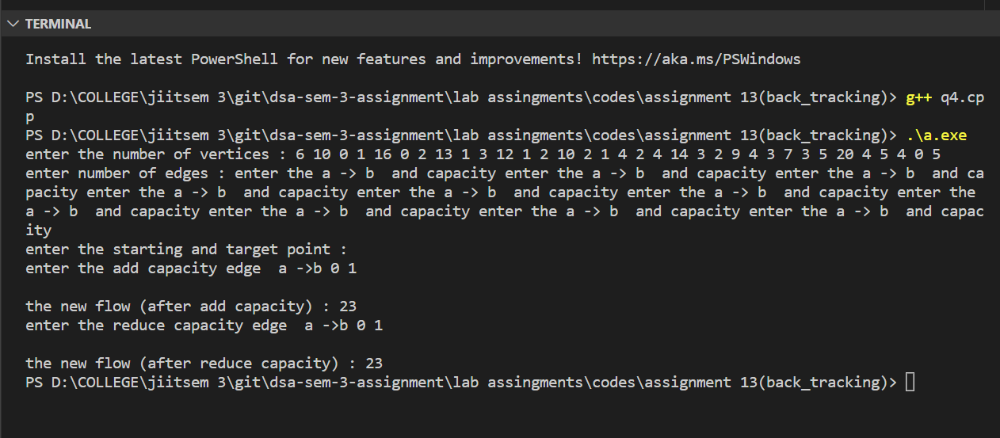 TERMINAL
Install the latest PowerShell for new features and improvements! https://aka.ms/PSWindows
PS D:\COLLEGE\jiitsem 3\git\dsa-sem-3-assignment\lab assingments\codes\assignment 13(back_tracking)> g++ q4.cp
p
PS D:\COLLEGE\jiitsem 3\git\dsa-sem-3-assignment\lab assingments\codes\assignment 13(back_tracking)> .\a.exe
enter the number of vertices : 6 10 0 1 16 0 2 13 1 3 12 1 2 10 2 1 4 2 4 14 3 2 9 4 3 7 3 5 20 4 5 4 0 5
enter number of edges : enter the a -> b  and capacity enter the a -> b  and capacity enter the a -> b  and ca
pacity enter the a -> b  and capacity enter the a -> b  and capacity enter the a -> b  and capacity enter the
a -> b  and capacity enter the a -> b  and capacity enter the a -> b  and capacity enter the a -> b  and capac
ity
enter the starting and target point :
enter the add capacity edge  a ->b 0 1
the new flow (after add capacity) : 23
enter the reduce capacity edge  a ->b 0 1
the new flow (after reduce capacity) : 23
PS D:\COLLEGE\jiitsem 3\git\dsa-sem-3-assignment\lab assingments\codes\assignment 13(back_tracking)>